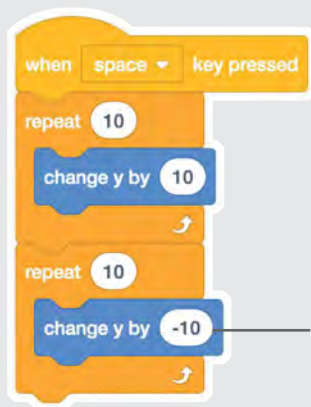 when space key pressed
repeat 10
change y by 10
repeat 10
change y by -10